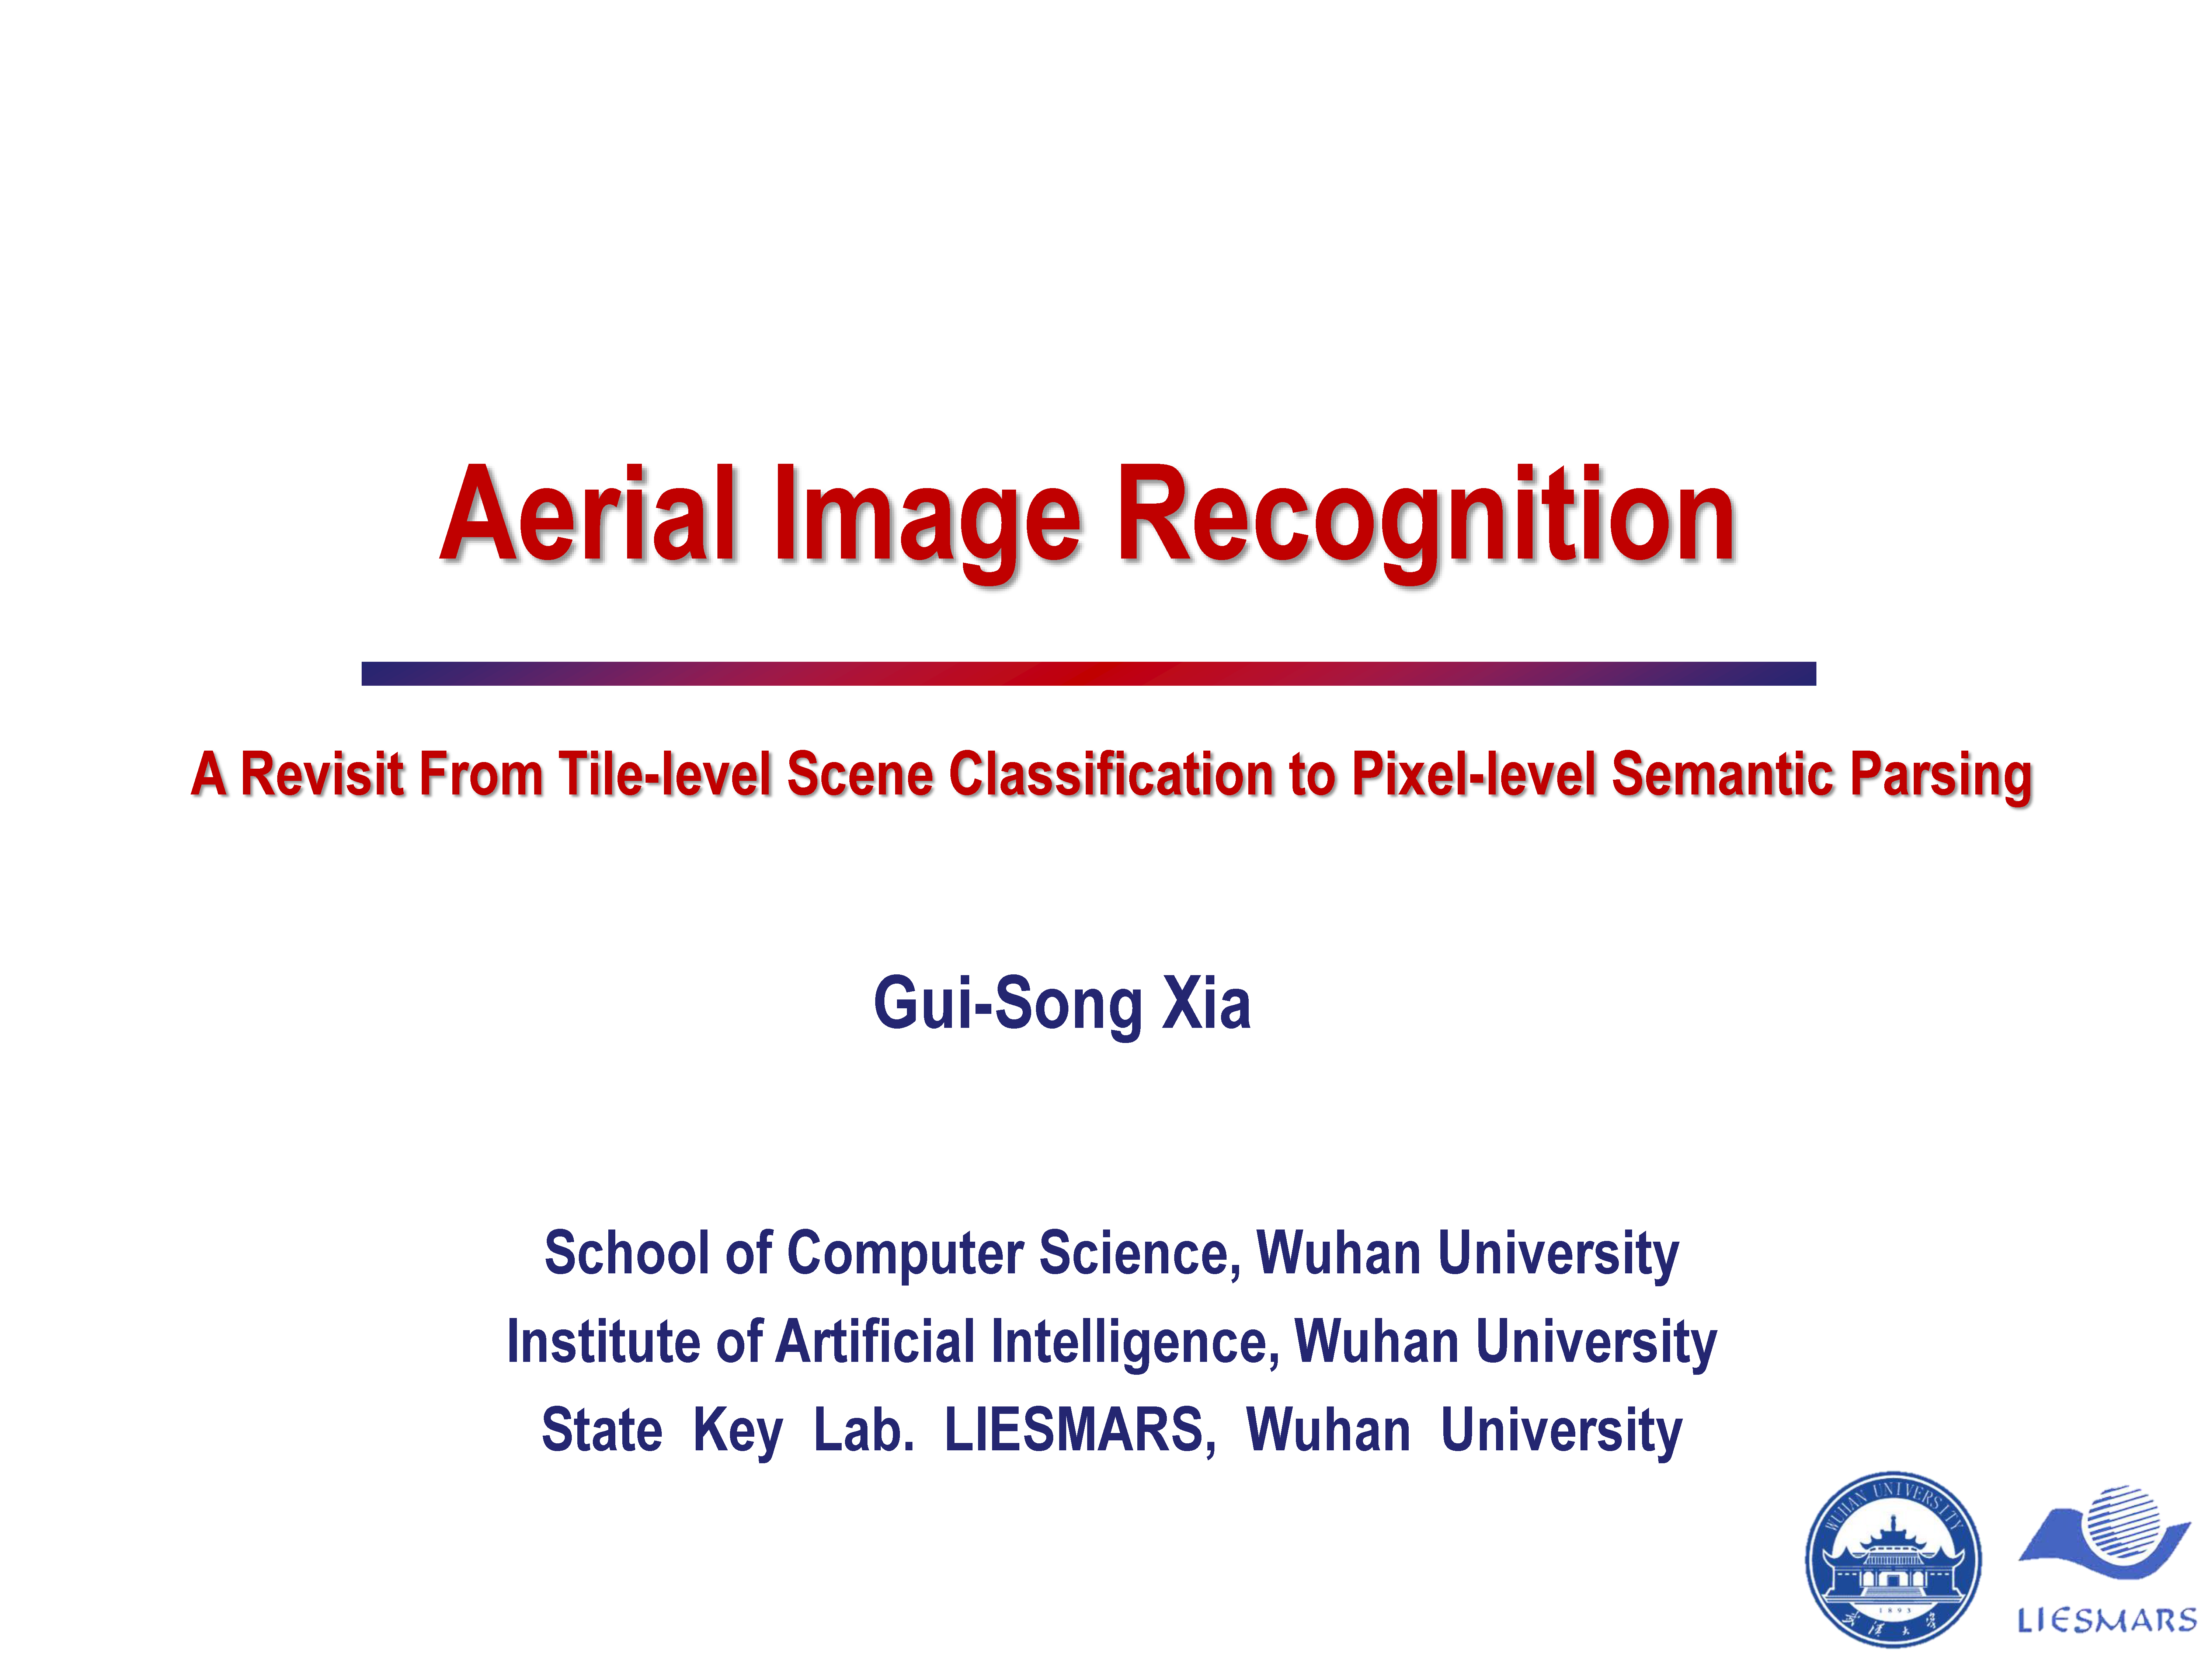 Aerial Image Recognition
A Revisit From Tile-level Scene Classification to Pixel-level Semantic Parsing
Gui-Song Xia
School of Computer Science, Wuhan University
Institute of Artificial Intelligence, Wuhan University
State Key Lab. LIESMARS, Wuhan University
WUHAN UNIVERSITY
1893
武汉大学
LIESMARS